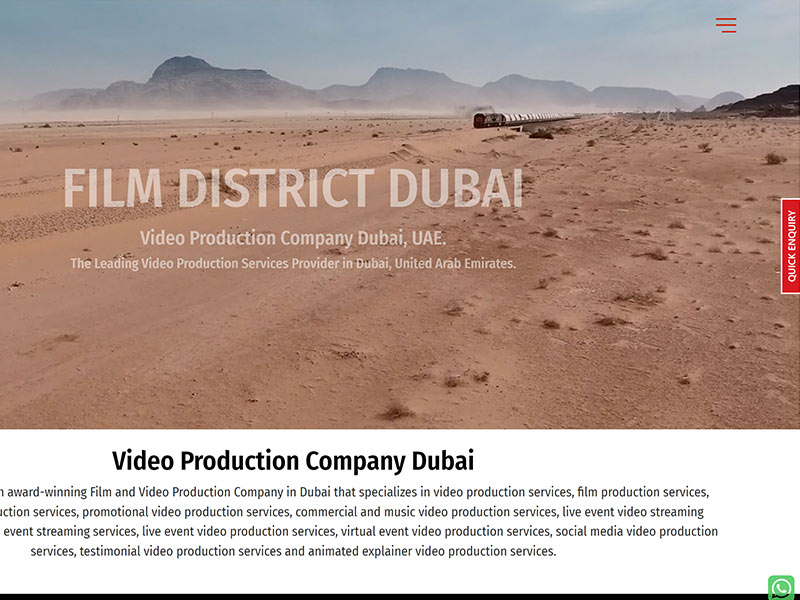 FILM DISTRICT DUBAI
Video Production Company Dubai, UAE.
The Leading Video Production Services Provider in Dubai, United Arab Emirates.
QUICK ENQUIRY
Video Production Company Dubai
award-winning Film and Video Production Company in Dubai that specializes in video production services, film production services,
services, promotional video production services, commercial and music video production services, live event video streaming
event streaming services, live event video production services, virtual event video production services, social media video production
services, testimonial video production services and animated explainer video production services.